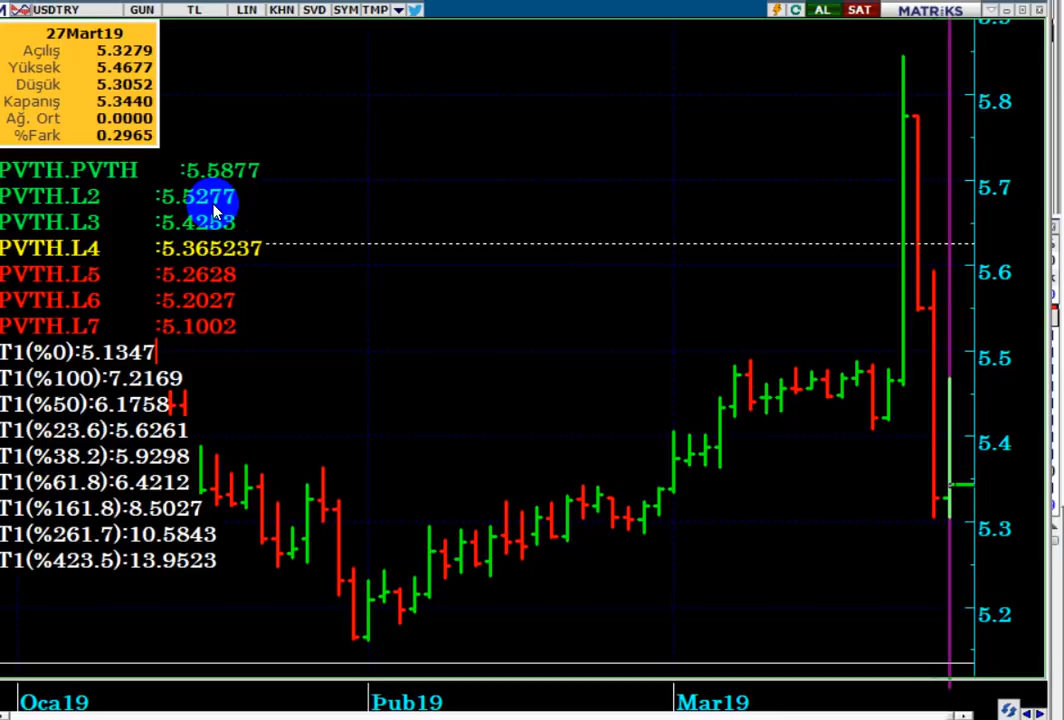 USDTRY GUN TL LIN KHN SVD SYM TMP AL SAT MATRiKS
27Mart19
Açılış 5.3279
Yüksek 5.4677
Düşük 5.3052
Kapanış 5.3440
Ağ. Ort 0.0000
%Fark 0.2965
PVTH.PVTH :5.5877
PVTH.L2 :5.5277
PVTH.L3 :5.4253
PVTH.L4 :5.365237
PVTH.L5 :5.2628
PVTH.L6 :5.2027
PVTH.L7 :5.1002
T1(%0):5.1347
T1(%100):7.2169
T1(%50):6.1758
T1(%23.6):5.6261
T1(%38.2):5.9298
T1(%61.8):6.4212
T1(%161.8):8.5027
T1(%261.7):10.5843
T1(%423.5):13.9523
5.8
5.7
5.6
5.5
5.4
5.3
5.2
Oca19 Þub19 Mar19